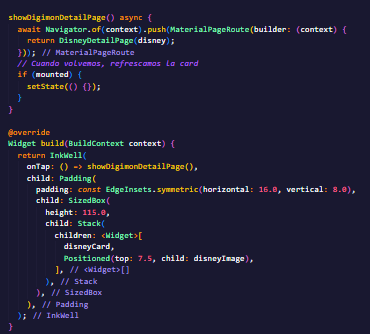 showDigimonDetailPage() async {
await Navigator.of(context).push(MaterialPageRoute(builder: (context) {
return DisneyDetailPage(disney);
})); // MaterialPageRoute
// Cuando volvemos, refrescamos la card
if (mounted) {
setState(() {});
}
}
@override
Widget build(BuildContext context) {
return InkWell(
onTap: () => showDigimonDetailPage(),
child: Padding(
padding: const EdgeInsets.symmetric(horizontal: 16.0, vertical: 8.0),
child: SizedBox(
height: 115.0,
child: Stack(
children: <Widget>[
disneyCard,
Positioned(top: 7.5, child: disneyImage),
], // <Widget>[]
), // Stack
), // SizedBox
), // Padding
); // InkWell
}